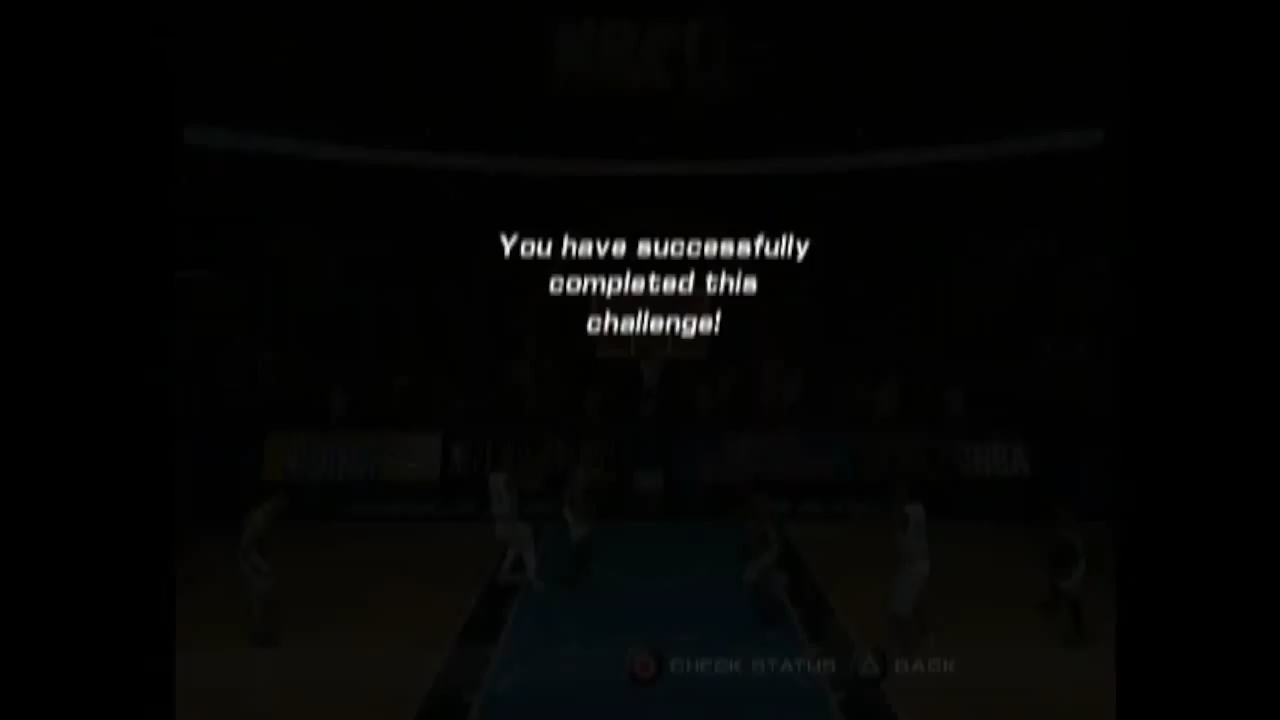 You have successfully
completed this
challenge!
CHECK STATUS
BACK